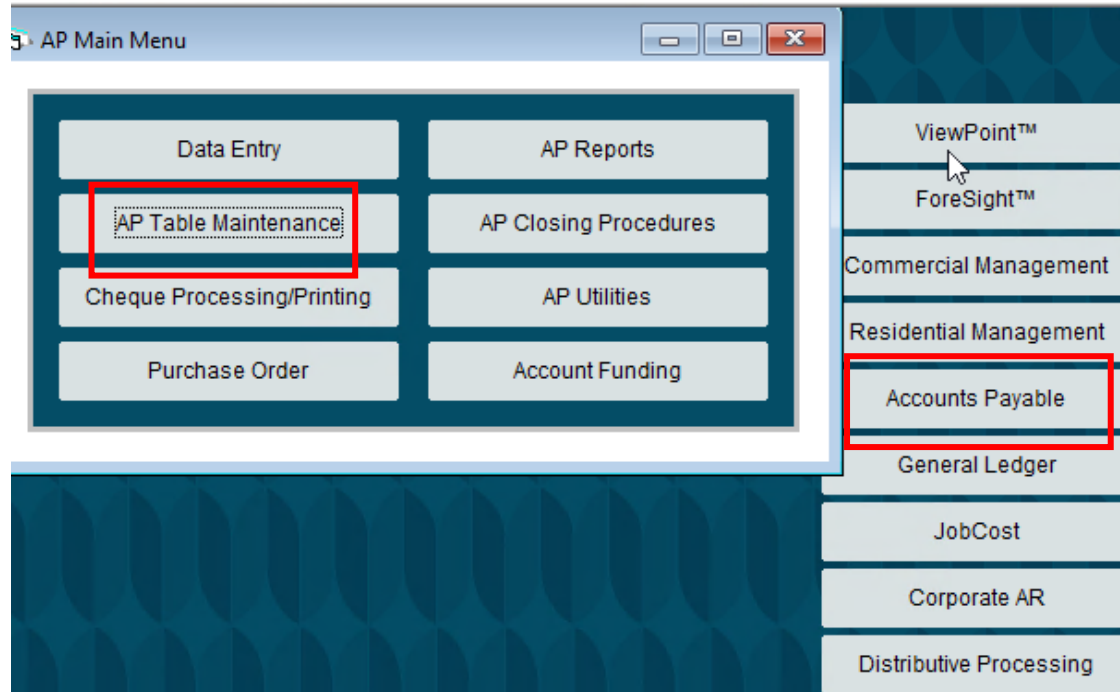 AP Main Menu
Data Entry
AP Reports
AP Table Maintenance
AP Closing Procedures
Cheque Processing/Printing
AP Utilities
Purchase Order
Account Funding
ViewPoint™
ForeSight™
Commercial Management
Residential Management
Accounts Payable
General Ledger
JobCost
Corporate AR
Distributive Processing